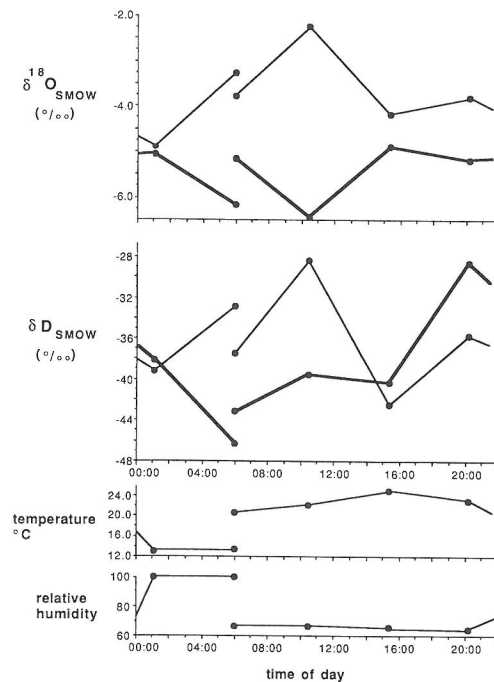 -2.0
-4.0
-6.0
δ18OSMOW
(°/oo)
-28
-32
-36
-40
-44
-48
δDSMOW
(°/oo)
00:00 04:00 08:00 12:00 16:00 20:00
24.0
20.0
16.0
12.0
temperature
°C
100
80
60
relative
humidity
00:00 04:00 08:00 12:00 16:00 20:00
time of day